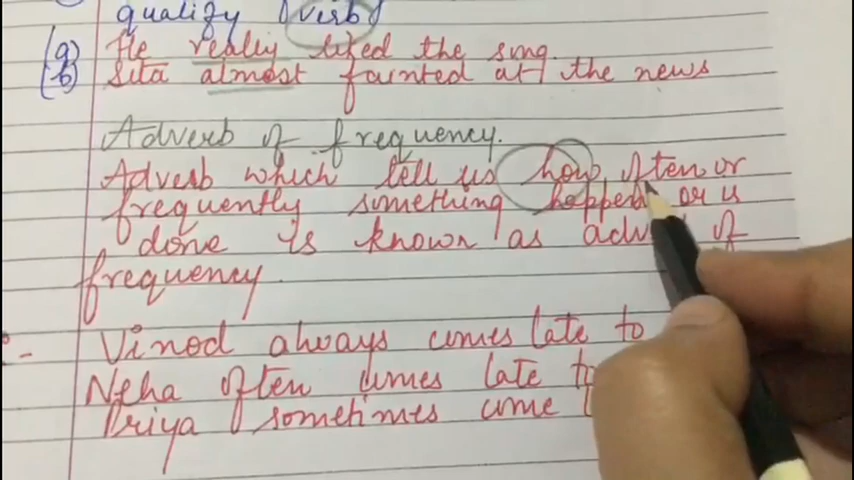 qualify (verb)
(a) He really liked the song.
(b) Sita almost fainted at the news
Adverb of frequency.
Adverb which tell us how often or
frequently something happens or is
done is known as adv of
frequency.
- Vinod always comes late to
Neha often comes late to
Priya sometimes come